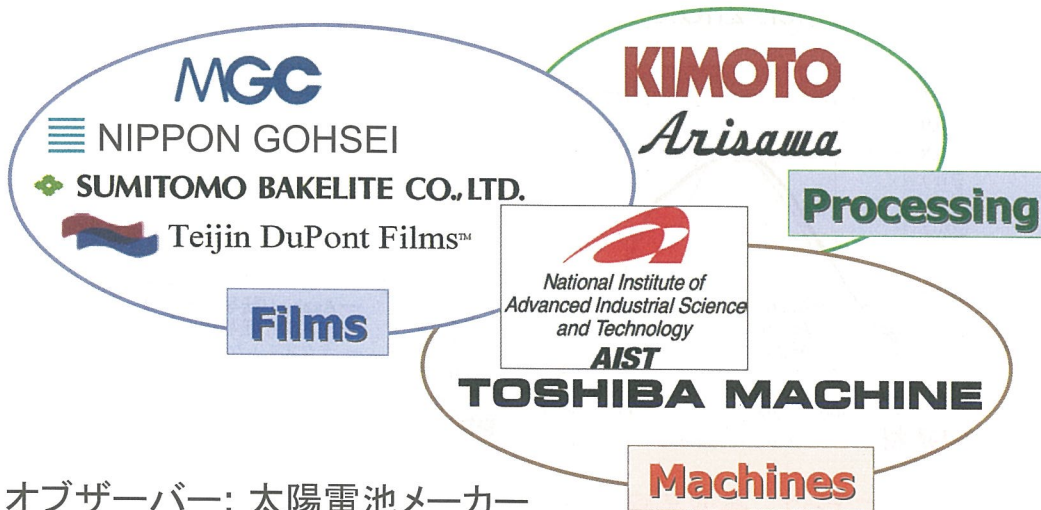 MGC
NIPPON GOHSEI
SUMITOMO BAKELITE CO., LTD.
Teijin DuPont Films™
Films
KIMOTO
Arisawa
Processing
National Institute of
Advanced Industrial Science
and Technology
AIST
TOSHIBA MACHINE
Machines
オブザーバー: 太陽電池メーカー